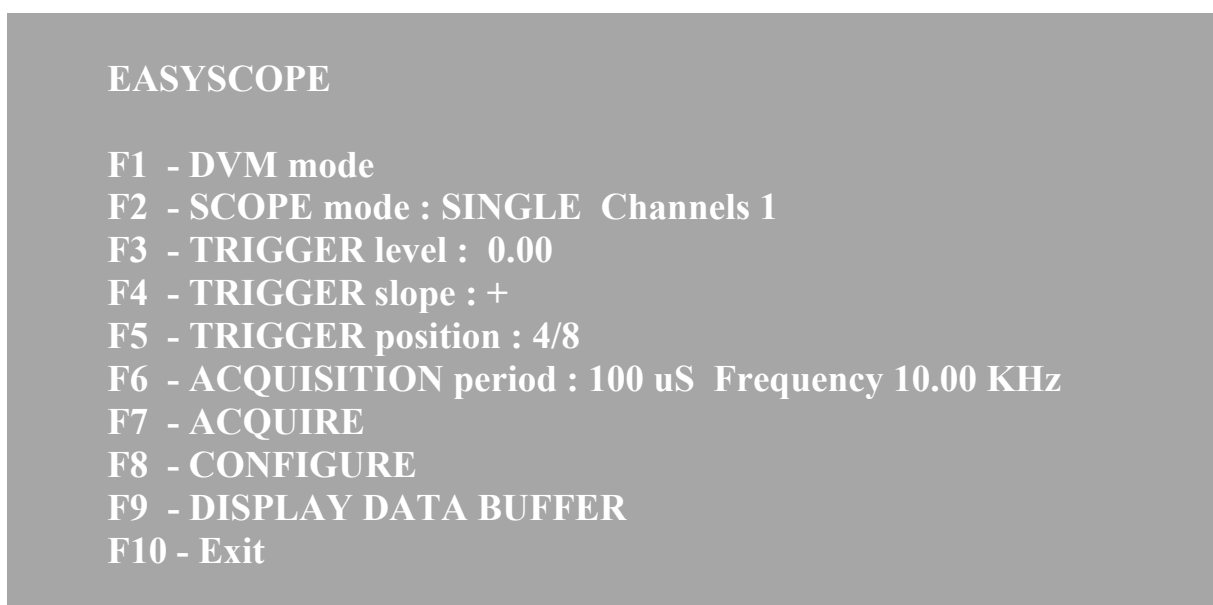 EASYSCOPE
F1 - DVM mode
F2 - SCOPE mode : SINGLE Channels 1
F3 - TRIGGER level : 0.00
F4 - TRIGGER slope : +
F5 - TRIGGER position : 4/8
F6 - ACQUISITION period : 100 uS Frequency 10.00 KHz
F7 - ACQUIRE
F8 - CONFIGURE
F9 - DISPLAY DATA BUFFER
F10 - Exit